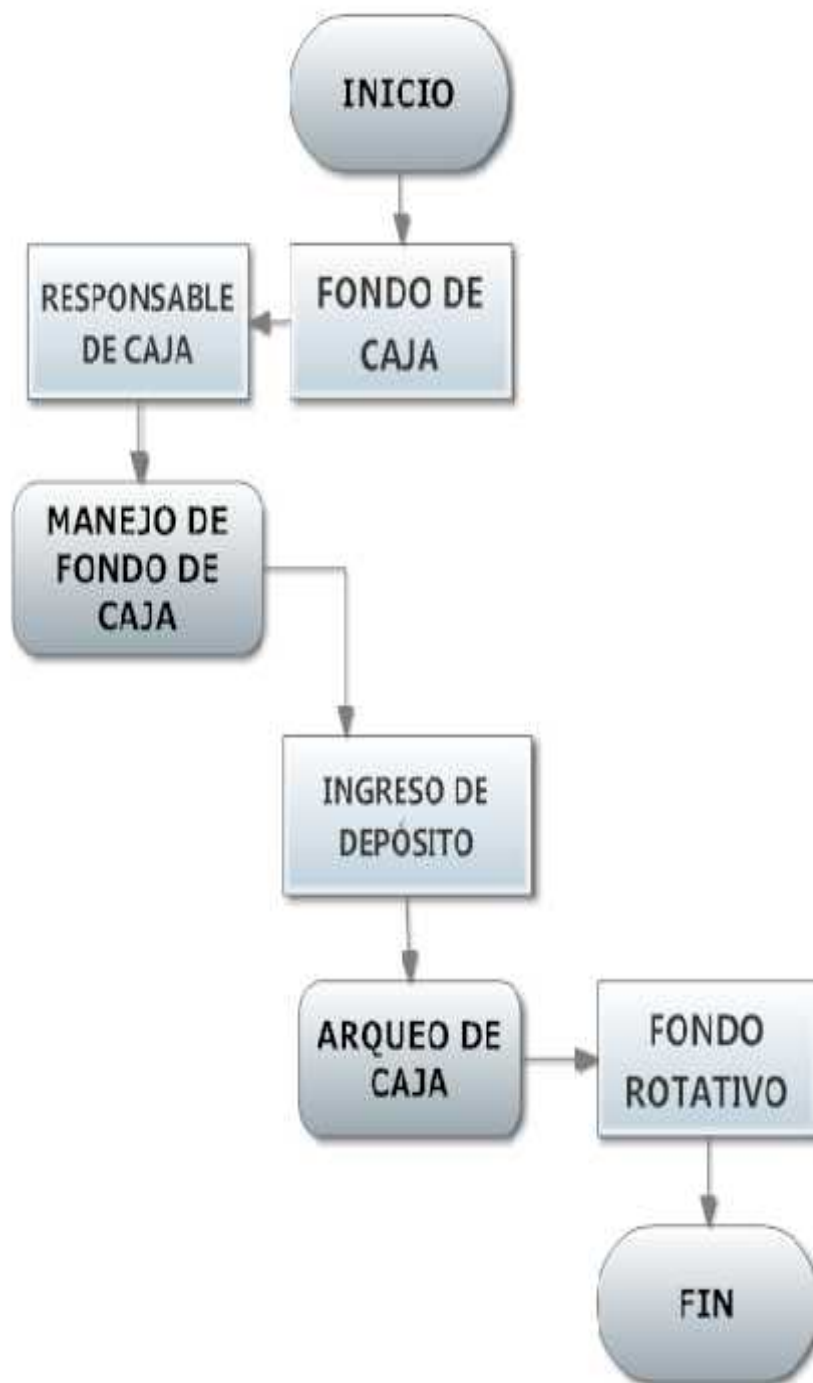 INICIO
FONDO DE
CAJA
RESPONSABLE
DE CAJA
MANEJO DE
FONDO DE
CAJA
INGRESO DE
DEPÓSITO
ARQUEO DE
CAJA
FONDO
ROTATIVO
FIN